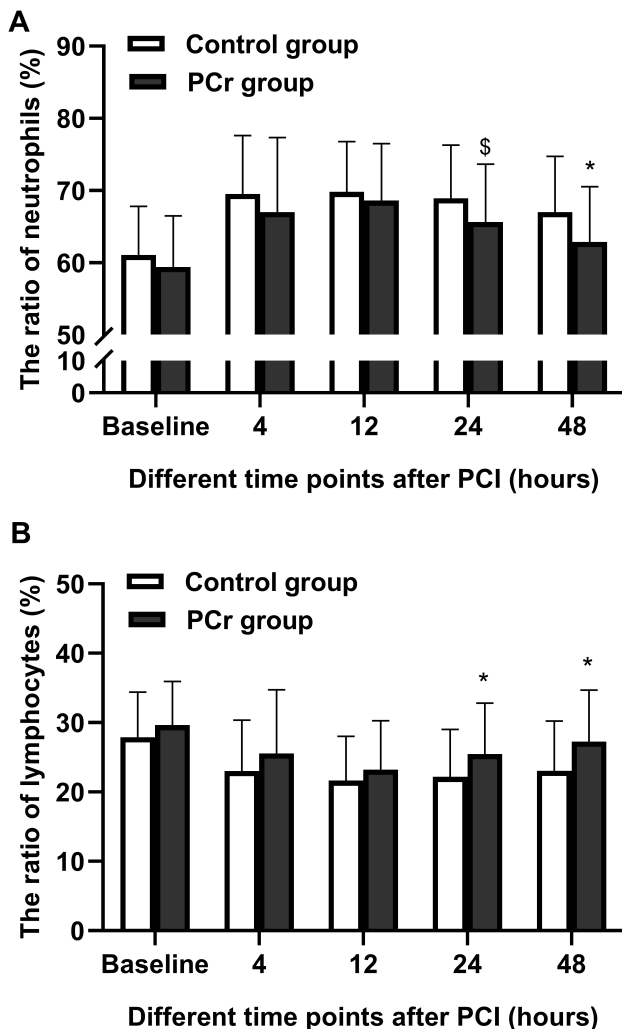 A
The ratio of neutrophils (%)
Control group
PCr group
90
80
70
60
50
10
0
$
*
Baseline 4 12 24 48
Different time points after PCI (hours)
B
The ratio of lymphocytes (%)
Control group
PCr group
50
40
30
20
10
0
* *
Baseline 4 12 24 48
Different time points after PCI (hours)